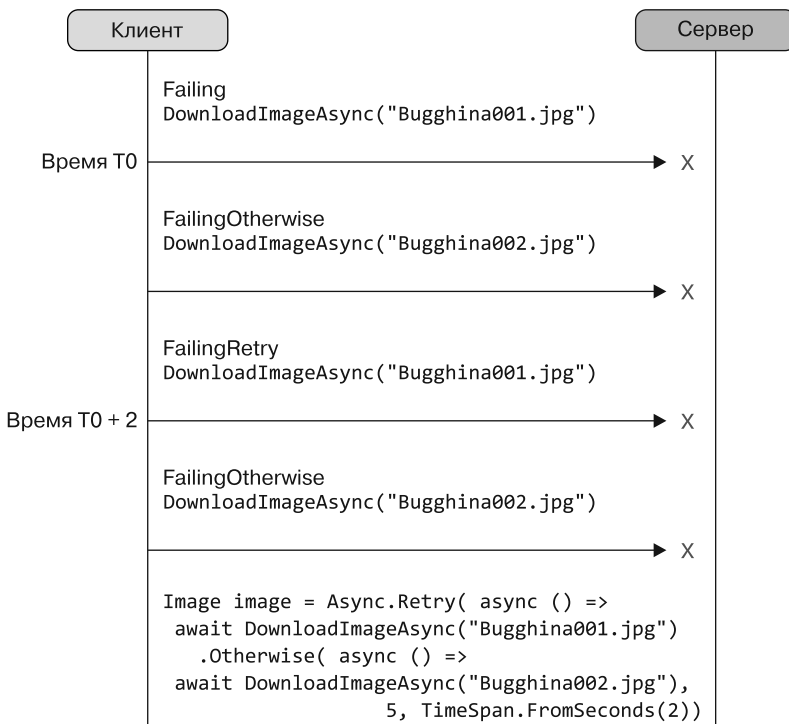 Клиент
Сервер
Failing
DownloadImageAsync("Bugghina001.jpg")
Время T0
X
FailingOtherwise
DownloadImageAsync("Bugghina002.jpg")
X
FailingRetry
DownloadImageAsync("Bugghina001.jpg")
Время T0 + 2
X
FailingOtherwise
DownloadImageAsync("Bugghina002.jpg")
X
Image image = Async.Retry( async () =>
await DownloadImageAsync("Bugghina001.jpg")
.Otherwise( async () =>
await DownloadImageAsync("Bugghina002.jpg"),
5, TimeSpan.FromSeconds(2))